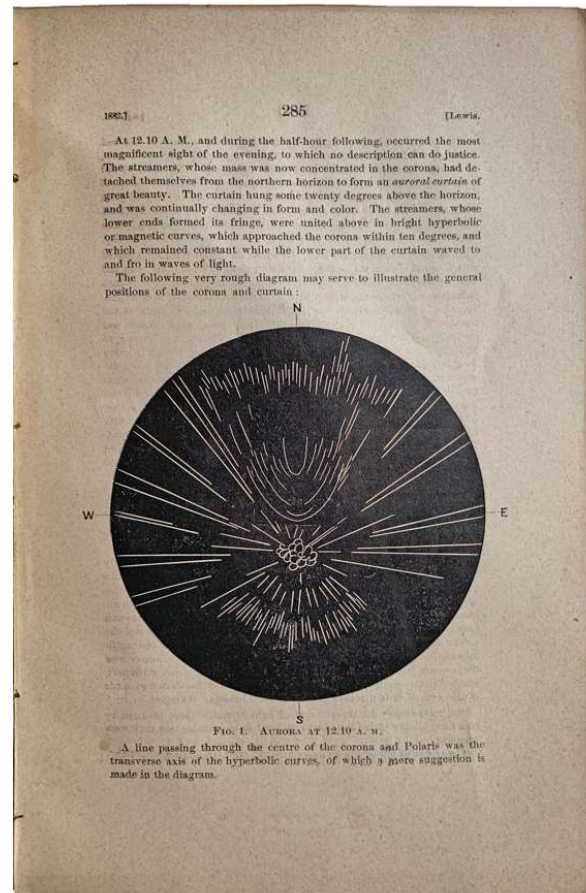 1882.]
285
[Lewis.
At 12.10 A. M., and during the half-hour following, occurred the most
magnificent sight of the evening, to which no description can do justice.
The streamers, whose mass was now concentrated in the corona, had de-
tached themselves from the northern horizon to form an auroral curtain of
great beauty. The curtain hung some twenty degrees above the horizon,
and was continually changing in form and color. The streamers, whose
lower ends formed its fringe, were united above in bright hyperbolic
or magnetic curves, which approached the corona within ten degrees, and
which remained constant while the lower part of the curtain waved to
and fro in waves of light.
The following very rough diagram may serve to illustrate the general
positions of the corona and curtain :
N
W
E
S
FIG. 1. AURORA AT 12.10 A. M.
A line passing through the centre of the corona and Polaris was the
transverse axis of the hyperbolic curves, of which a mere suggestion is
made in the diagram.